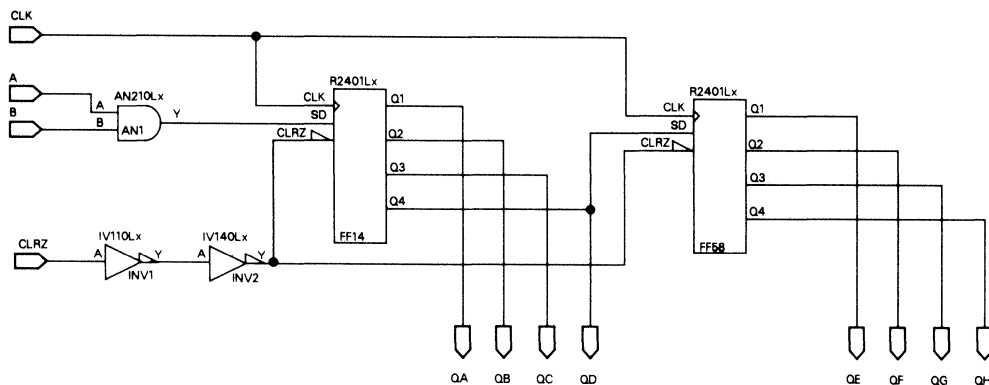 CLK
A
B
AN210Lx
A
B
AN1
Y
R2401Lx
CLK
SD
CLRZ
Q1
Q2
Q3
Q4
FF14
R2401Lx
CLK
SD
CLRZ
Q1
Q2
Q3
Q4
FF58
CLRZ
IV110Lx
A
Y
INV1
IV140Lx
A
Y
INV2
QA
QB
QC
QD
QE
QF
QG
QH